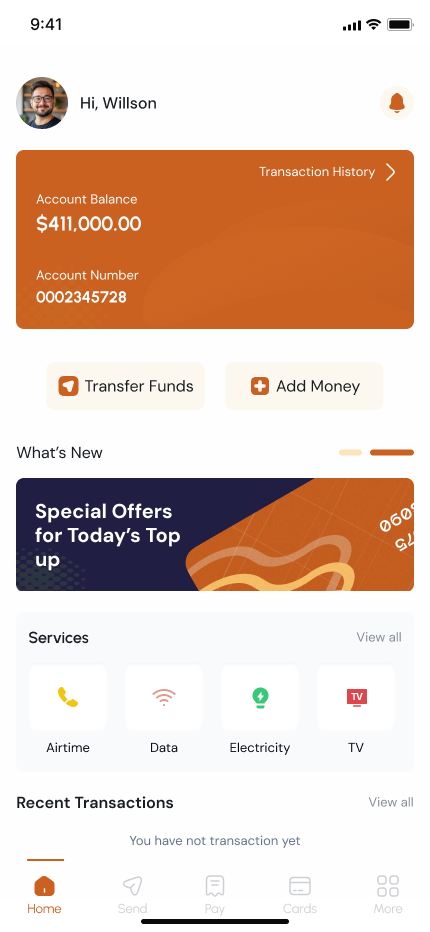 9:41
Hi, Willson
Transaction History
Account Balance
$411,000.00
Account Number
0002345728
Transfer Funds
Add Money
What's New
Special Offers
for Today's Top
up
Services
View all
TV
Airtime
Data
Electricity
TV
Recent Transactions
View all
You have not transaction yet
Home
Send
Pay
Cards
More